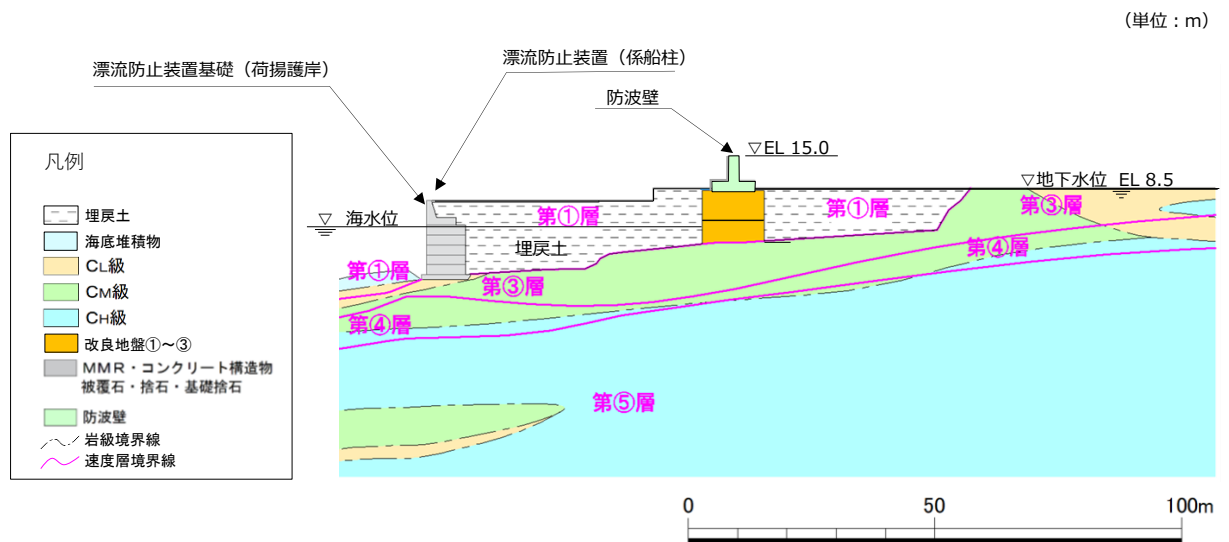 （単位：m）
漂流防止装置（係船柱）
漂流防止装置基礎（荷揚護岸）
防波壁
▽EL 15.0
▽地下水位 EL 8.5
▽ 海水位
第①層
第①層
第③層
埋戻土
第④層
第①層
第③層
第④層
第⑤層
凡例
埋戻土
海底堆積物
CL級
CM級
CH級
改良地盤①～③
MMR・コンクリート構造物
被覆石・捨石・基礎捨石
防波壁
岩級境界線
速度層境界線
0 50 100m